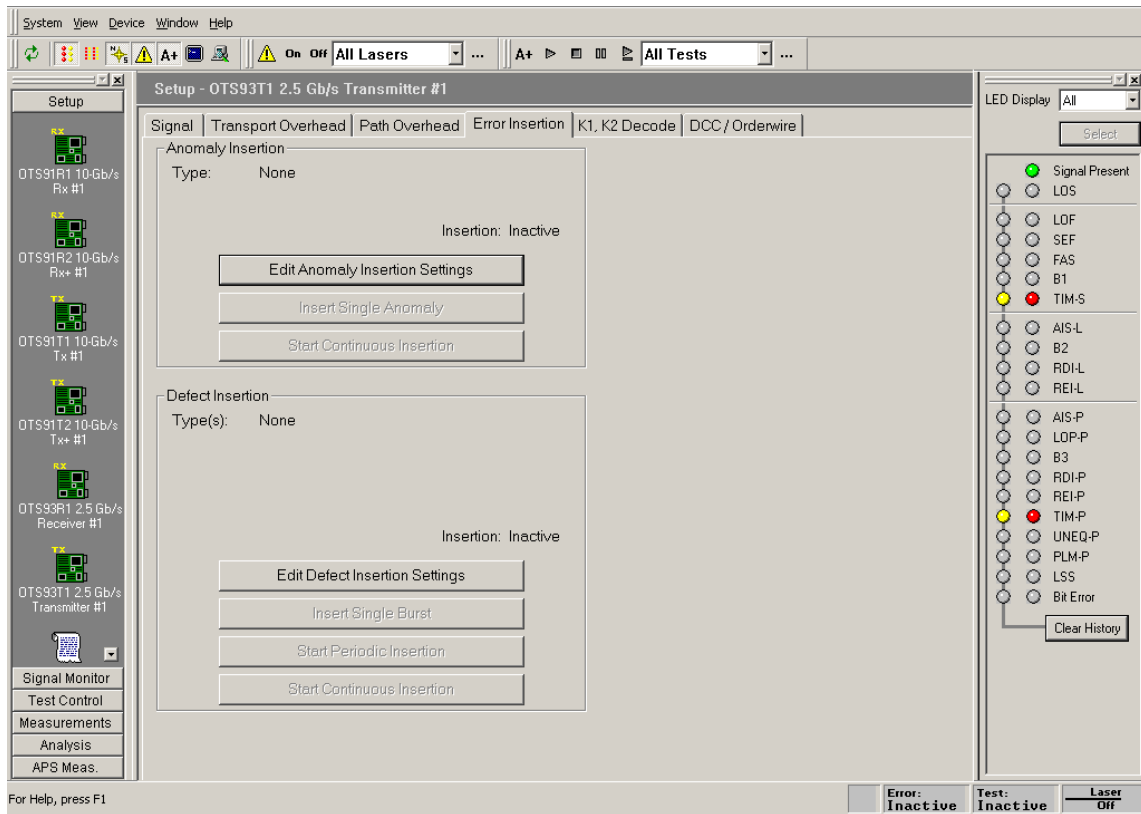 System View Device Window Help
A+ On Off All Lasers ... A+ All Tests ...
Setup
RX
OTS91R1 10-Gb/s
Rx #1
RX
OTS91R2 10-Gb/s
Rx+ #1
TX
OTS91T1 10-Gb/s
Tx #1
TX
OTS91T2 10-Gb/s
Tx+ #1
RX
OTS93R1 2.5 Gb/s
Receiver #1
TX
OTS93T1 2.5 Gb/s
Transmitter #1
Signal Monitor
Test Control
Measurements
Analysis
APS Meas.
Setup - OTS93T1 2.5 Gb/s Transmitter #1
Signal Transport Overhead Path Overhead Error Insertion K1, K2 Decode DCC / Orderwire
Anomaly Insertion
Type: None
Insertion: Inactive
Edit Anomaly Insertion Settings
Insert Single Anomaly
Start Continuous Insertion
Defect Insertion
Type(s): None
Insertion: Inactive
Edit Defect Insertion Settings
Insert Single Burst
Start Periodic Insertion
Start Continuous Insertion
LED Display All
Select
Signal Present
LOS
LOF
SEF
FAS
B1
TIM-S
AIS-L
B2
RDI-L
REI-L
AIS-P
LOP-P
B3
RDI-P
REI-P
TIM-P
UNEQ-P
PLM-P
LSS
Bit Error
Clear History
For Help, press F1
Error: Test: Laser
Inactive Inactive Off